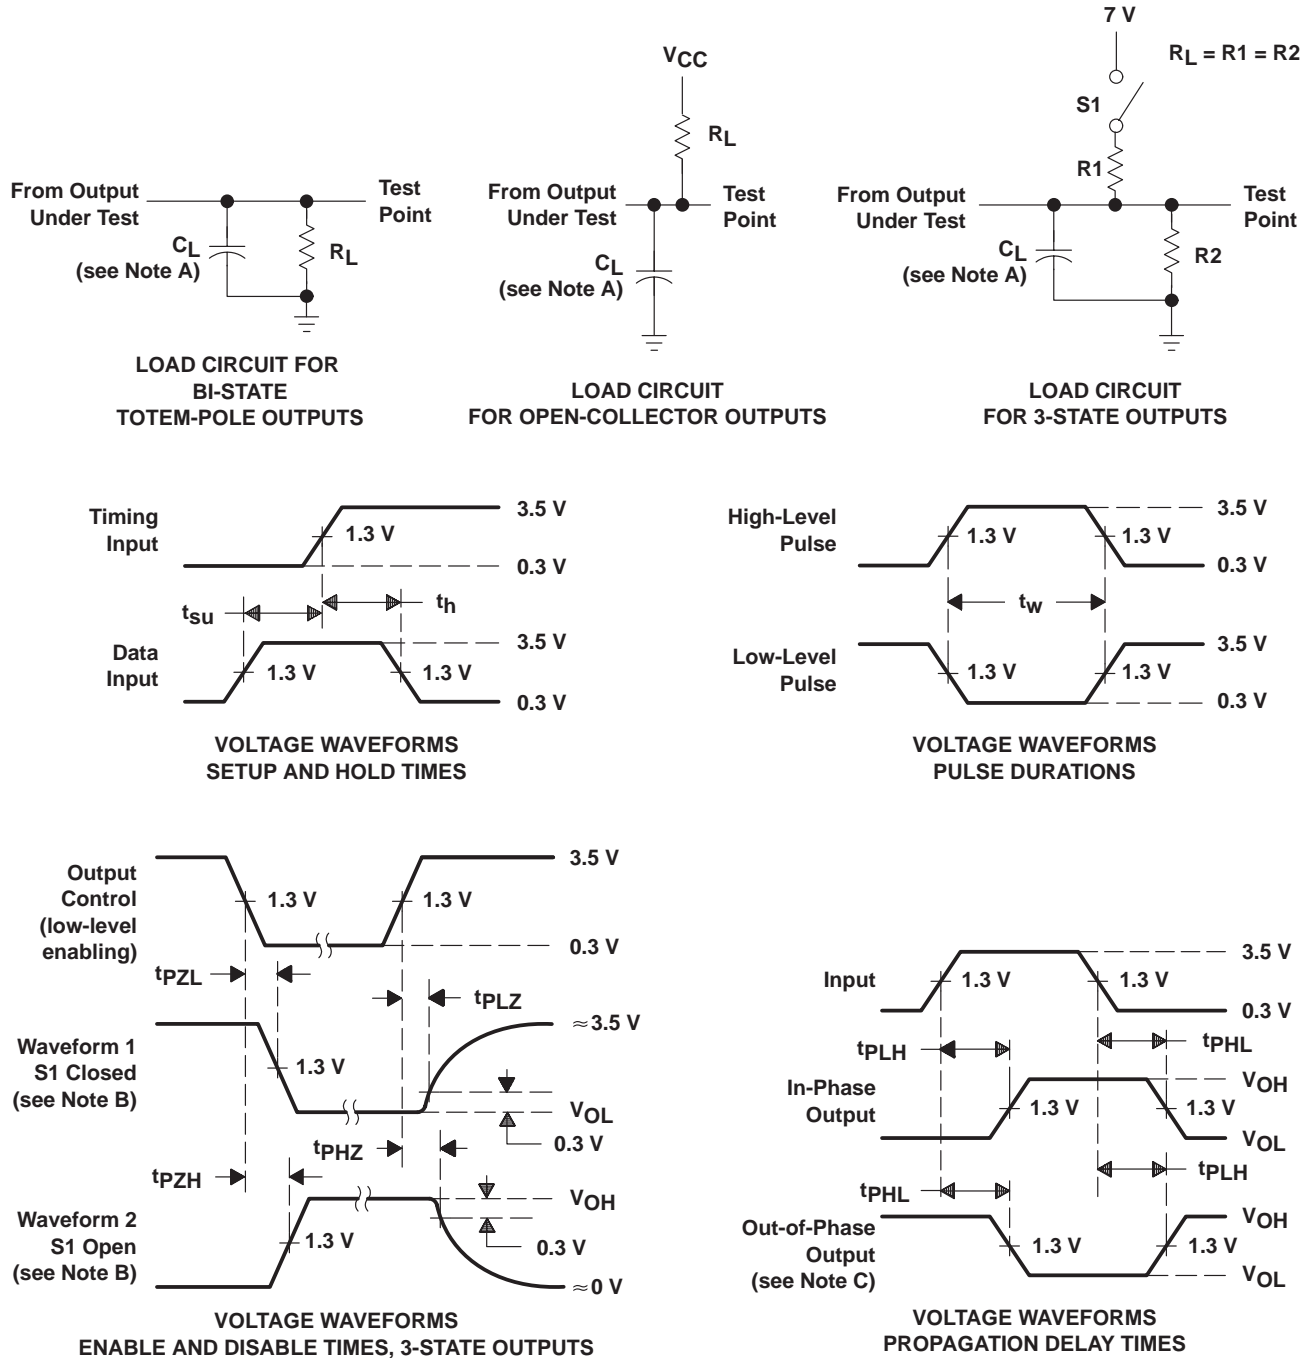 From Output
Under Test
Test
Point
CL
(see Note A)
RL
LOAD CIRCUIT FOR
BI-STATE
TOTEM-POLE OUTPUTS
VCC
RL
From Output
Under Test
Test
Point
CL
(see Note A)
LOAD CIRCUIT
FOR OPEN-COLLECTOR OUTPUTS
7 V
RL = R1 = R2
S1
R1
From Output
Under Test
Test
Point
CL
(see Note A)
R2
LOAD CIRCUIT
FOR 3-STATE OUTPUTS
Timing
Input
1.3 V
3.5 V
0.3 V
tsu
th
Data
Input
1.3 V
1.3 V
3.5 V
0.3 V
VOLTAGE WAVEFORMS
SETUP AND HOLD TIMES
High-Level
Pulse
1.3 V
1.3 V
3.5 V
0.3 V
tw
Low-Level
Pulse
1.3 V
1.3 V
3.5 V
0.3 V
VOLTAGE WAVEFORMS
PULSE DURATIONS
Output
Control
(low-level
enabling)
1.3 V
1.3 V
3.5 V
0.3 V
tPZL
tPLZ
Waveform 1
S1 Closed
(see Note B)
1.3 V
≈3.5 V
VOL
0.3 V
tPHZ
tPZH
Waveform 2
S1 Open
(see Note B)
1.3 V
VOH
0.3 V
≈0 V
VOLTAGE WAVEFORMS
ENABLE AND DISABLE TIMES, 3-STATE OUTPUTS
Input
1.3 V
1.3 V
3.5 V
0.3 V
tPLH
tPHL
In-Phase
Output
1.3 V
1.3 V
VOH
VOL
tPHL
tPLH
Out-of-Phase
Output
(see Note C)
1.3 V
1.3 V
VOH
VOL
VOLTAGE WAVEFORMS
PROPAGATION DELAY TIMES